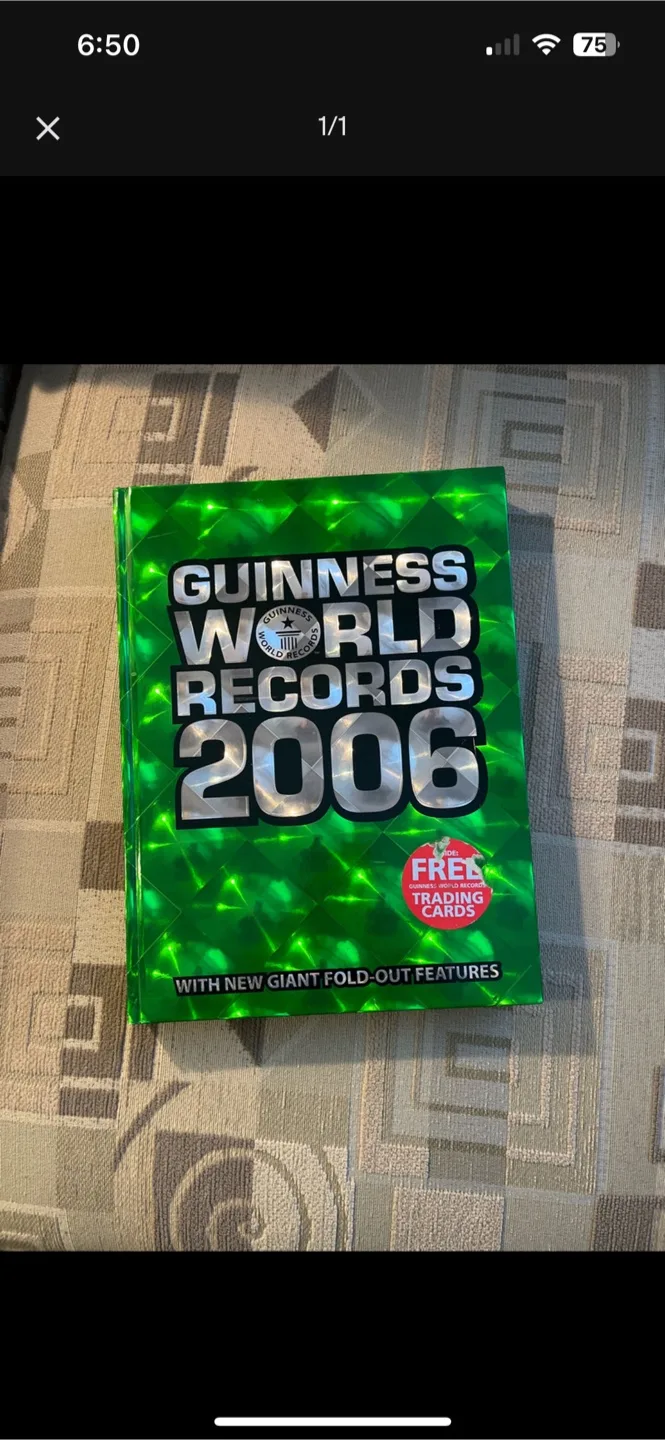 6:50
75
1/1
GUINNESS
WORLD
GUINNESS
WORLD RECORDS
RECORDS
2006
FREE
GUINNESS WORLD RECORDS
TRADING
CARDS
WITH NEW GIANT FOLD-OUT FEATURES